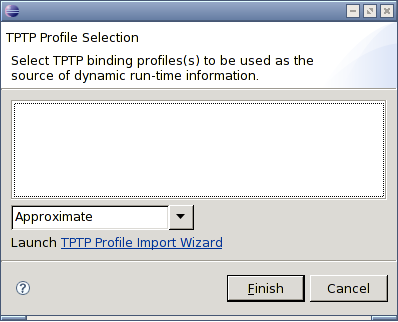 TPTP Profile Selection
Select TPTP binding profiles(s) to be used as the
source of dynamic run-time information.
Approximate
Launch TPTP Profile Import Wizard
? Finish Cancel